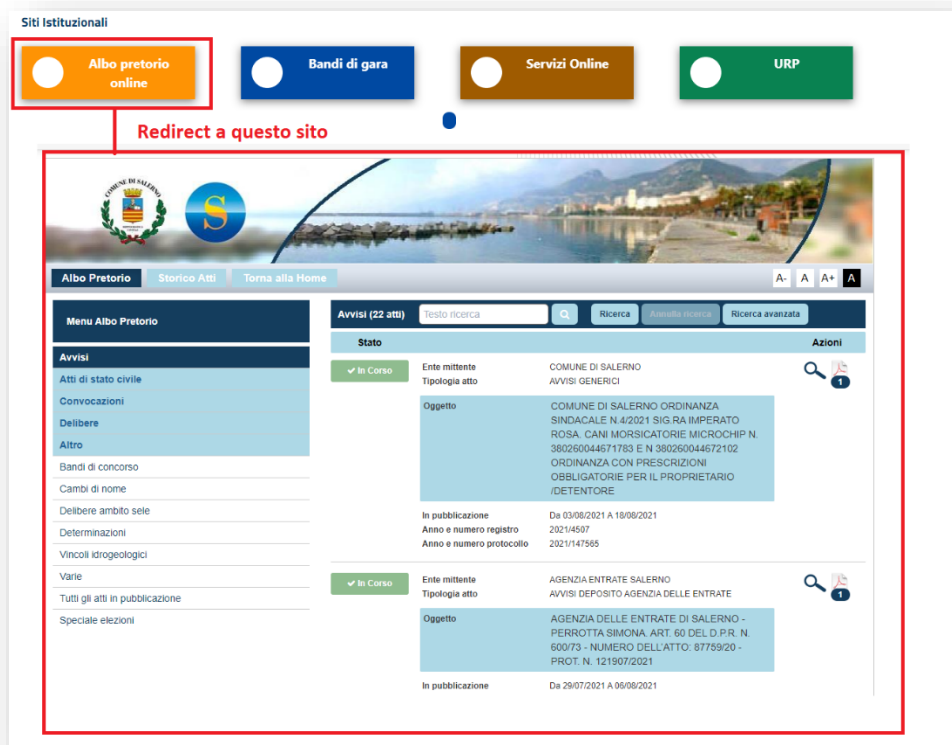 Siti Istituzionali
Albo pretorio
online
Bandi di gara
Servizi Online
URP
Redirect a questo sito
COMUNE DI SALERNO
S
Albo Pretorio
Storico Atti
Torna alla Home
A-
A
A+
A
Menu Albo Pretorio
Avvisi
Atti di stato civile
Convocazioni
Delibere
Altro
Bandi di concorso
Cambi di nome
Delibere ambito sele
Determinazioni
Vincoli idrogeologici
Varie
Tutti gli atti in pubblicazione
Speciale elezioni
Avvisi (22 atti)
Testo ricerca
Ricerca
Annulla ricerca
Ricerca avanzata
Stato
Azioni
In Corso
Ente mittente
COMUNE DI SALERNO
Tipologia atto
AVVISI GENERICI
1
Oggetto
COMUNE DI SALERNO ORDINANZA
SINDACALE N.4/2021 SIG.RA IMPERATO
ROSA. CANI MORSICATORIE MICROCHIP N.
380260044671783 E N 380260044672102
ORDINANZA CON PRESCRIZIONI
OBBLIGATORIE PER IL PROPRIETARIO
/DETENTORE
In pubblicazione
Da 03/08/2021 A 18/08/2021
Anno e numero registro
2021/4507
Anno e numero protocollo
2021/147565
In Corso
Ente mittente
AGENZIA ENTRATE SALERNO
Tipologia atto
AVVISI DEPOSITO AGENZIA DELLE ENTRATE
1
Oggetto
AGENZIA DELLE ENTRATE DI SALERNO -
PERROTTA SIMONA. ART. 60 DEL D.P.R. N.
600/73 - NUMERO DELL'ATTO: 87759/20 -
PROT. N. 121907/2021
In pubblicazione
Da 29/07/2021 A 06/08/2021